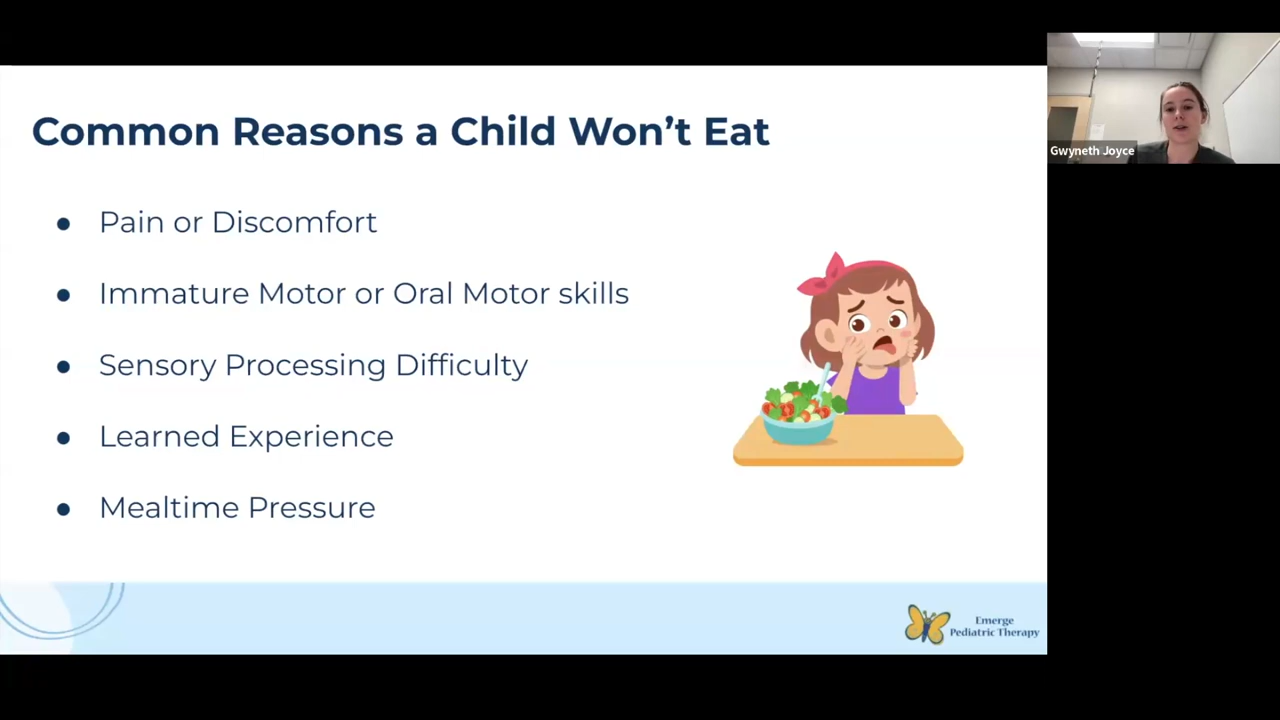 Common Reasons a Child Won't Eat
● Pain or Discomfort
● Immature Motor or Oral Motor skills
● Sensory Processing Difficulty
● Learned Experience
● Mealtime Pressure
Emerge
Pediatric Therapy
Gwyneth Joyce